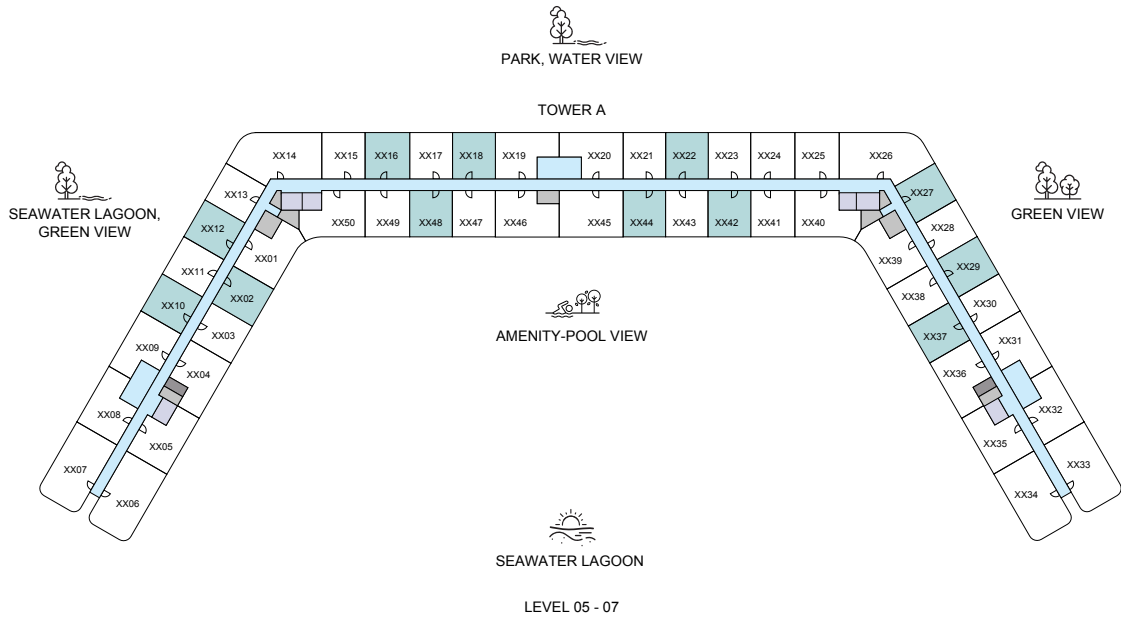 PARK, WATER VIEW
TOWER A
XX14
XX15
XX16
XX17
XX18
XX19
XX20
XX21
XX22
XX23
XX24
XX25
XX26
XX13
XX12
XX11
XX10
XX09
XX08
XX07
XX06
XX05
XX04
XX03
XX02
XX01
XX50
XX49
XX48
XX47
XX46
XX45
XX44
XX43
XX42
XX41
XX40
XX39
XX38
XX37
XX36
XX35
XX34
XX33
XX32
XX31
XX30
XX29
XX28
XX27
SEAWATER LAGOON,
GREEN VIEW
GREEN VIEW
AMENITY-POOL VIEW
SEAWATER LAGOON
LEVEL 05 - 07